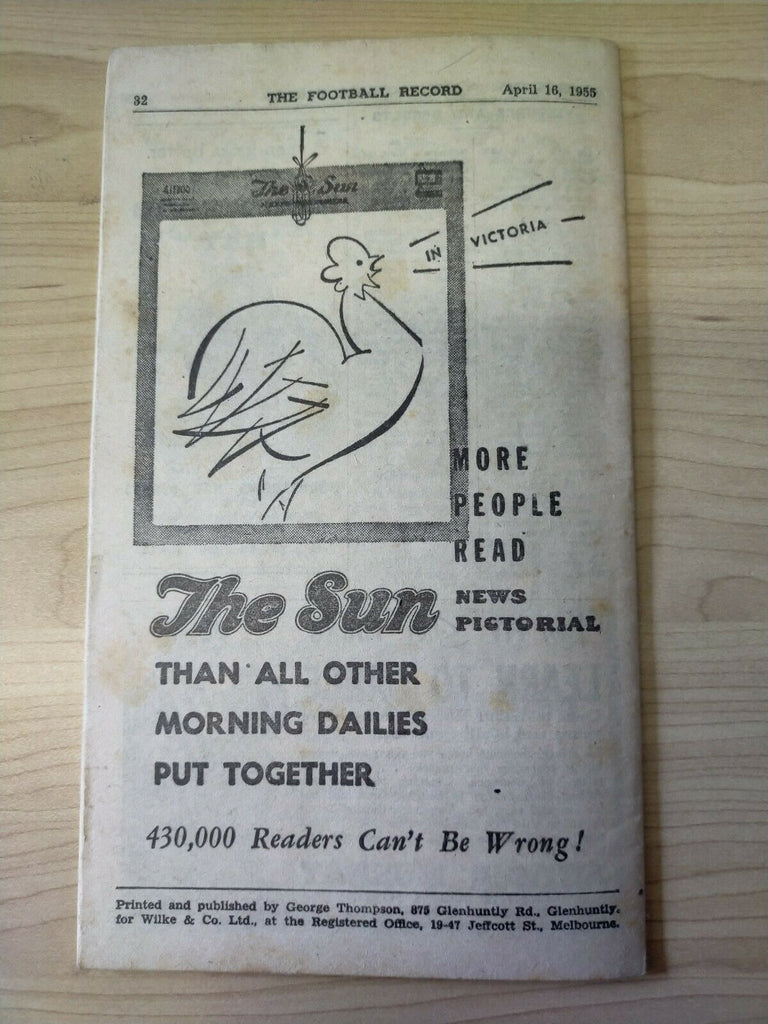 32 THE FOOTBALL RECORD April 16, 1955
The Sun
IN VICTORIA
MORE
PEOPLE
READ
The Sun NEWS
PICTORIAL
THAN ALL OTHER
MORNING DAILIES
PUT TOGETHER
430,000 Readers Can't Be Wrong!
Printed and published by George Thompson, 875 Glenhuntly Rd., Glenhuntly,
for Wilke & Co. Ltd., at the Registered Office, 19-47 Jeffcott St., Melbourne.